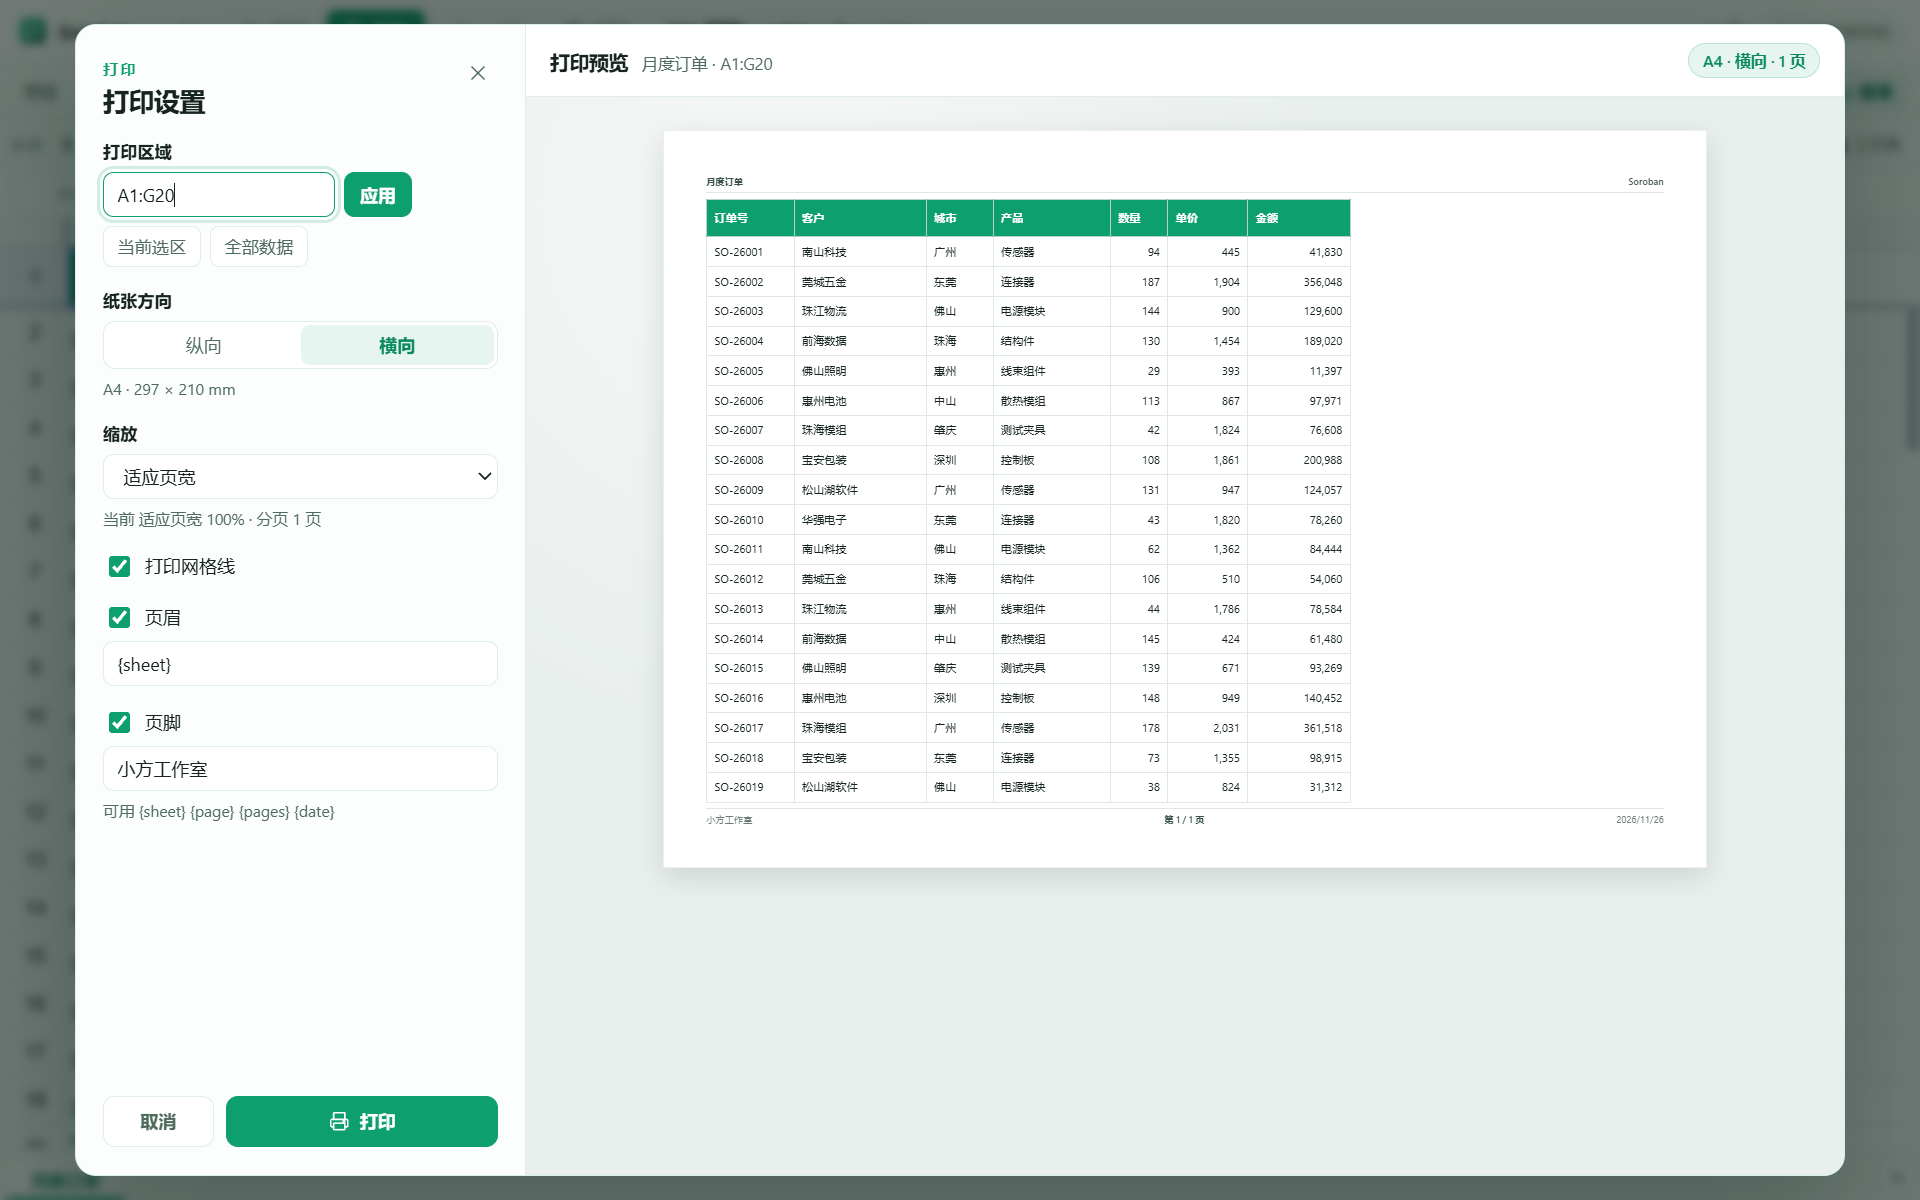 打印
打印设置
打印区域
A1:G20
应用
当前选区
全部数据
纸张方向
纵向
横向
A4 · 297 × 210 mm
缩放
适应页宽
当前 适应页宽 100% · 分页 1 页
打印网格线
页眉
{sheet}
页脚
小方工作室
可用 {sheet} {page} {pages} {date}
取消
打印
打印预览 月度订单 · A1:G20
A4 · 横向 · 1 页
月度订单 Soroban
订单号 客户 城市 产品 数量 单价 金额
SO-26001 南山科技 广州 传感器 94 445 41,830
SO-26002 莞城五金 东莞 连接器 187 1,904 356,048
SO-26003 珠江物流 佛山 电源模块 144 900 129,600
SO-26004 前海数据 珠海 结构件 130 1,454 189,020
SO-26005 佛山照明 惠州 线束组件 29 393 11,397
SO-26006 惠州电池 中山 散热模组 113 867 97,971
SO-26007 珠海模组 肇庆 测试夹具 42 1,824 76,608
SO-26008 宝安包装 深圳 控制板 108 1,861 200,988
SO-26009 松山湖软件 广州 传感器 131 947 124,057
SO-26010 华强电子 东莞 连接器 43 1,820 78,260
SO-26011 南山科技 佛山 电源模块 62 1,362 84,444
SO-26012 莞城五金 珠海 结构件 106 510 54,060
SO-26013 珠江物流 惠州 线束组件 44 1,786 78,584
SO-26014 前海数据 中山 散热模组 145 424 61,480
SO-26015 佛山照明 肇庆 测试夹具 139 671 93,269
SO-26016 惠州电池 深圳 控制板 148 949 140,452
SO-26017 珠海模组 广州 传感器 178 2,031 361,518
SO-26018 宝安包装 东莞 连接器 73 1,355 98,915
SO-26019 松山湖软件 佛山 电源模块 38 824 31,312
小方工作室 第 1 / 1 页 2026/11/26